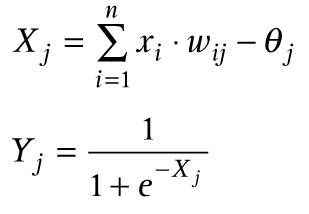 X_j = \sum_{i=1}^{n} x_i \cdot w_{ij} - \theta_j
Y_j = \frac{1}{1 + e^{-X_j}}